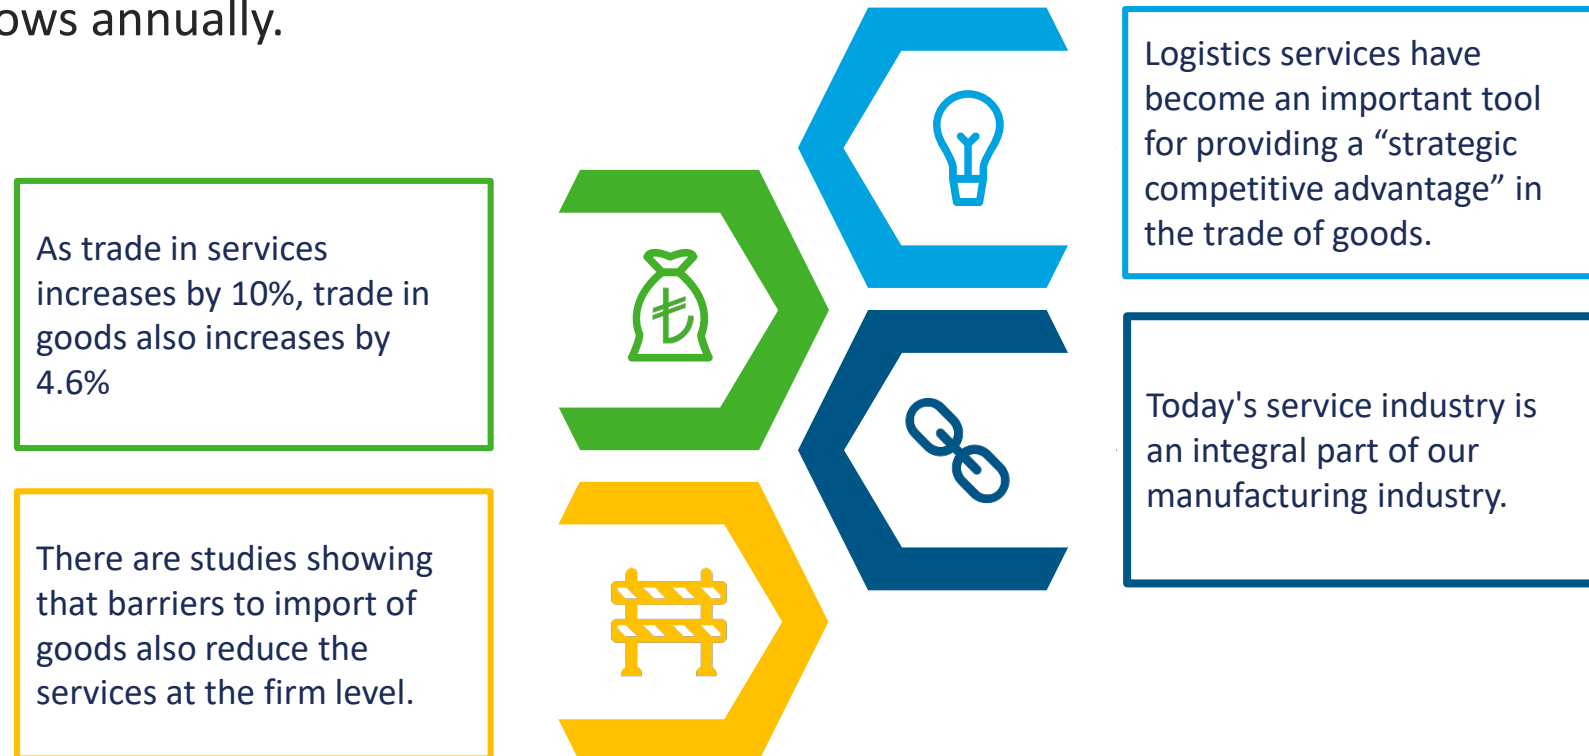 ows annually.
Logistics services have
become an important tool
for providing a “strategic
competitive advantage” in
the trade of goods.
As trade in services
increases by 10%, trade in
goods also increases by
4.6%
₺
Today's service industry is
an integral part of our
manufacturing industry.
There are studies showing
that barriers to import of
goods also reduce the
services at the firm level.